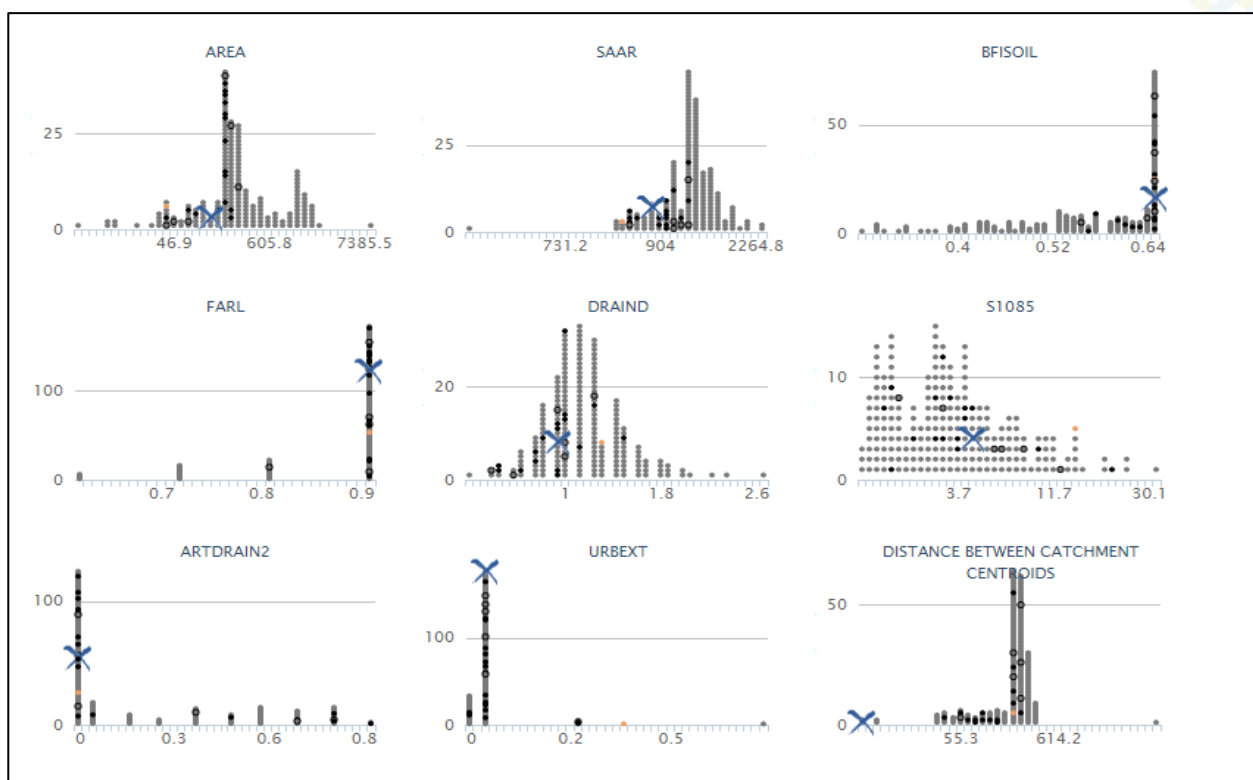 AREA
25
0
46.9 605.8 7385.5
SAAR
25
0
731.2 904 2264.8
BFISOIL
50
0
0.4 0.52 0.64
FARL
100
0
0.7 0.8 0.9
DRAIND
20
0
1 1.8 2.6
S1085
10
0
3.7 11.7 30.1
ARTDRAIN2
100
0
0 0.3 0.6 0.8
URBEXT
100
0
0 0.2 0.5
DISTANCE BETWEEN CATCHMENT
CENTROIDS
50
0
55.3 614.2